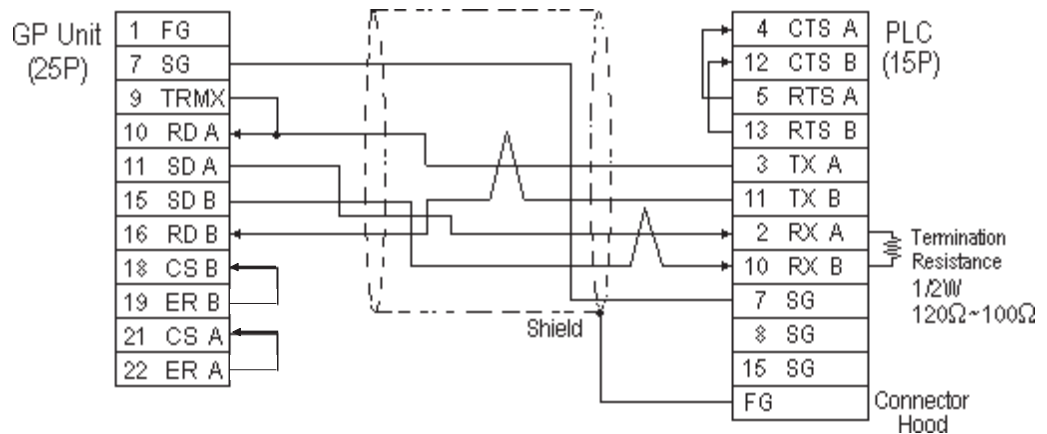 GP Unit
(25P)
1 FG
7 SG
9 TRMX
10 RD A
11 SD A
15 SD B
16 RD B
18 CS B
19 ER B
21 CS A
22 ER A
Shield
4 CTS A
12 CTS B
5 RTS A
13 RTS B
3 TX A
11 TX B
2 RX A
10 RX B
7 SG
8 SG
15 SG
FG
PLC
(15P)
Termination
Resistance
1/2W
120Ω~100Ω
Connector
Hood